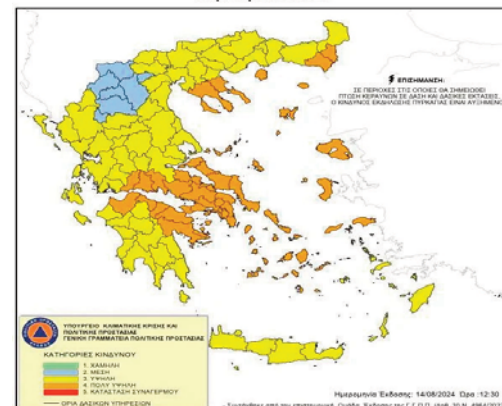 ΕΠΙΣΗΜΑΝΣΗ:
ΣΕ ΠΕΡΙΟΧΕΣ ΣΤΙΣ ΟΠΟΙΕΣ ΘΑ ΣΗΜΕΙΩΘΕΙ
ΠΤΩΣΗ ΚΕΡΑΥΝΩΝ ΣΕ ΔΑΣΗ ΚΑΙ ΔΑΣΙΚΕΣ ΕΚΤΑΣΕΙΣ,
Ο ΚΙΝΔΥΝΟΣ ΕΚΔΗΛΩΣΗΣ ΠΥΡΚΑΓΙΑΣ ΕΙΝΑΙ ΑΥΞΗΜΕΝΟΣ
ΥΠΟΥΡΓΕΙΟ ΚΛΙΜΑΤΙΚΗΣ ΚΡΙΣΗΣ ΚΑΙ
ΠΟΛΙΤΙΚΗΣ ΠΡΟΣΤΑΣΙΑΣ
ΓΕΝΙΚΗ ΓΡΑΜΜΑΤΕΙΑ ΠΟΛΙΤΙΚΗΣ ΠΡΟΣΤΑΣΙΑΣ
ΚΑΤΗΓΟΡΙΕΣ ΚΙΝΔΥΝΟΥ
1. ΧΑΜΗΛΗ
2. ΜΕΣΗ
3. ΥΨΗΛΗ
4. ΠΟΛΥ ΥΨΗΛΗ
5. ΚΑΤΑΣΤΑΣΗ ΣΥΝΑΓΕΡΜΟΥ
ΟΡΙΑ ΔΑΣΙΚΩΝ ΥΠΗΡΕΣΙΩΝ
Ημερομηνία Έκδοσης: 14/08/2024 Ώρα :12:30